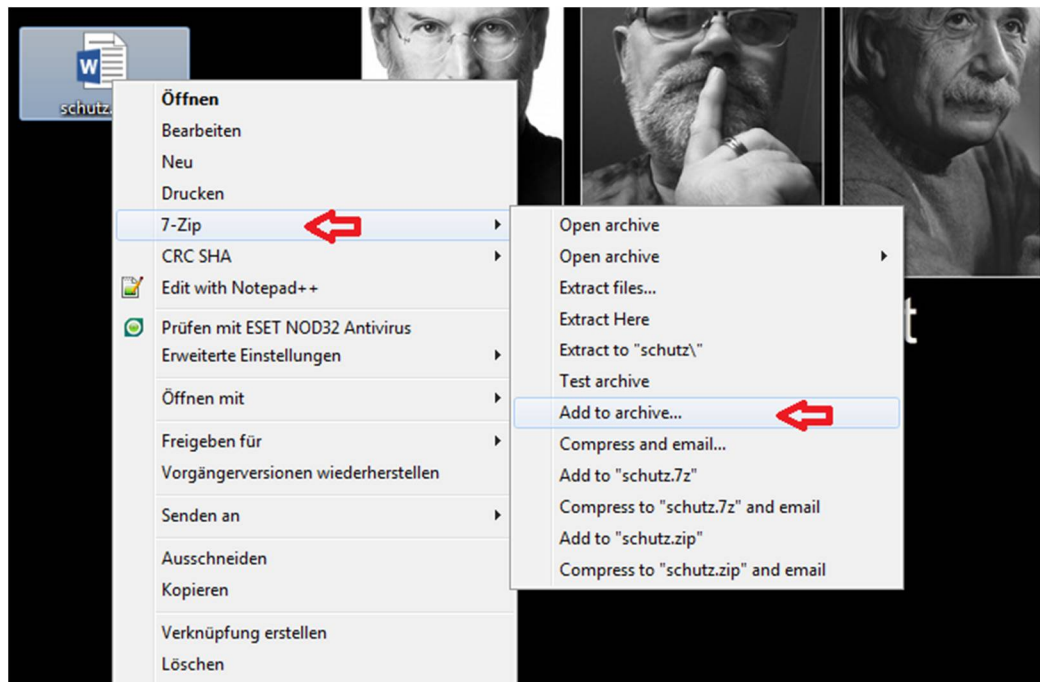 W
schutz.
Öffnen
Bearbeiten
Neu
Drucken
7-Zip
CRC SHA
Edit with Notepad++
Prüfen mit ESET NOD32 Antivirus
Erweiterte Einstellungen
Öffnen mit
Freigeben für
Vorgängerversionen wiederherstellen
Senden an
Ausschneiden
Kopieren
Verknüpfung erstellen
Löschen
Open archive
Open archive
Extract files...
Extract Here
Extract to "schutz\"
Test archive
Add to archive...
Compress and email...
Add to "schutz.7z"
Compress to "schutz.7z" and email
Add to "schutz.zip"
Compress to "schutz.zip" and email
t